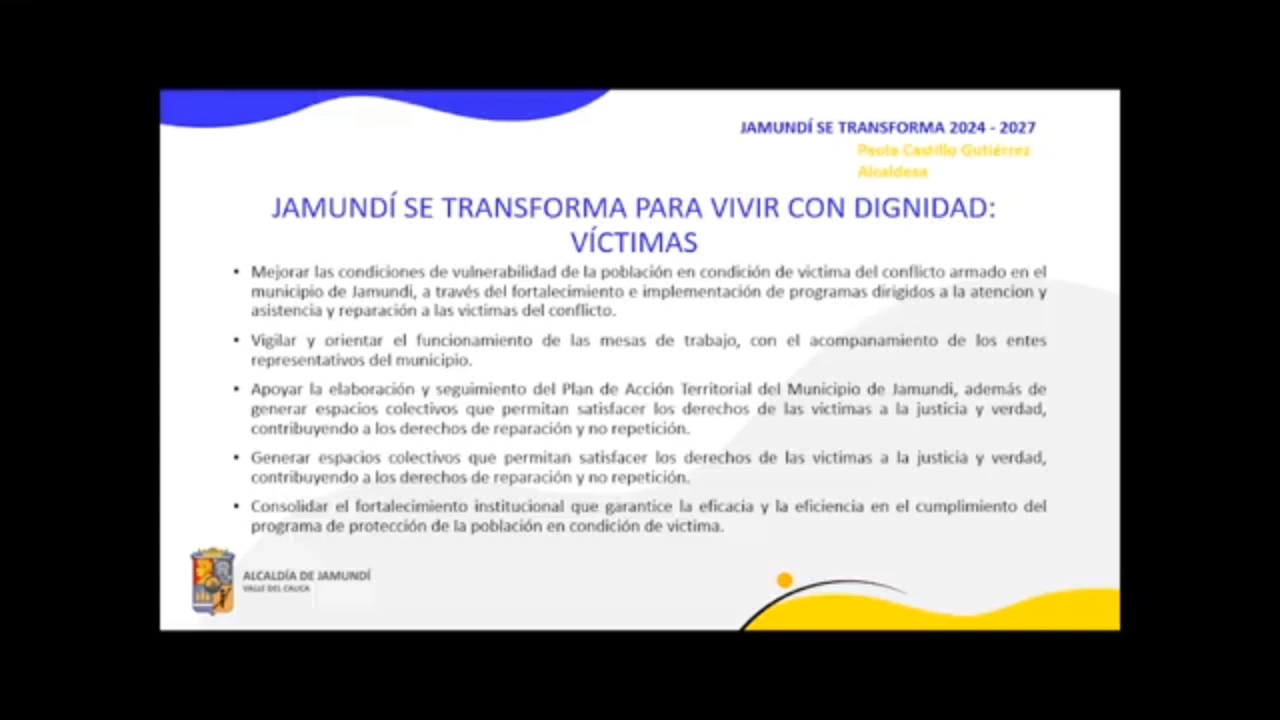 JAMUNDÍ SE TRANSFORMA 2024 - 2027
Paola Castillo Gutiérrez
Alcaldesa
JAMUNDÍ SE TRANSFORMA PARA VIVIR CON DIGNIDAD:
VÍCTIMAS
• Mejorar las condiciones de vulnerabilidad de la población en condición de victima del conflicto armado en el
municipio de Jamundi, a través del fortalecimiento e implementación de programas dirigidos a la atencion y
asistencia y reparación a las victimas del conflicto.
• Vigilar y orientar el funcionamiento de las mesas de trabajo, con el acompanamiento de los entes
representativos del municipio.
• Apoyar la elaboración y seguimiento del Plan de Acción Territorial del Municipio de Jamundi, además de
generar espacios colectivos que permitan satisfacer los derechos de las victimas a la justicia y verdad,
contribuyendo a los derechos de reparación y no repetición.
• Generar espacios colectivos que permitan satisfacer los derechos de las victimas a la justicia y verdad,
contribuyendo a los derechos de reparación y no repetición.
• Consolidar el fortalecimiento institucional que garantice la eficacia y la eficiencia en el cumplimiento del
programa de protección de la población en condición de victima.
ALCALDÍA DE JAMUNDÍ
VALLE DEL CAUCA